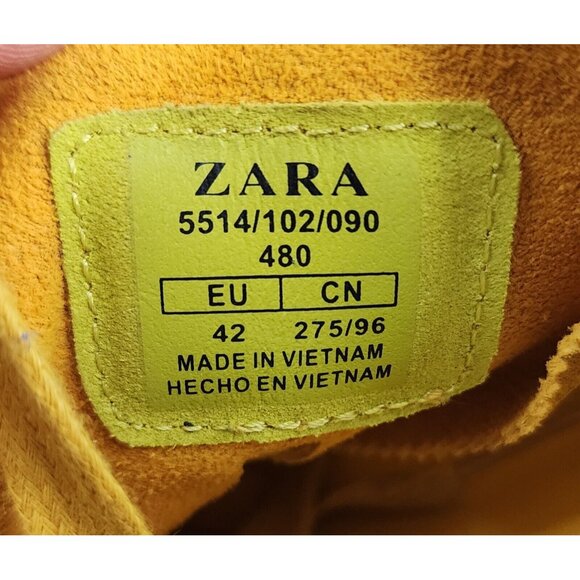 ZARA
5514/102/090
480
EU CN
42 275/96
MADE IN VIETNAM
HECHO EN VIETNAM